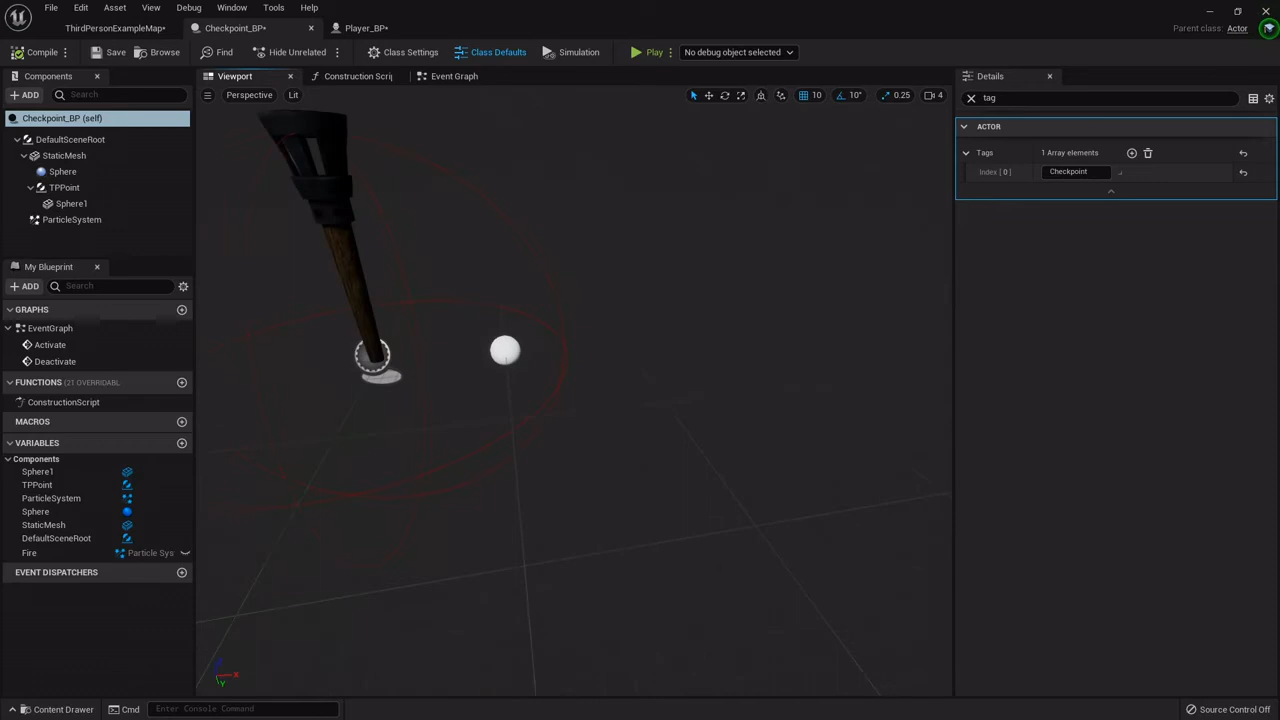 File Edit Asset View Debug Window Tools Help
ThirdPersonExampleMap* Checkpoint_BP* Player_BP* Parent class: Actor
Compile Save Browse Find Hide Unrelated Class Settings Class Defaults Simulation Play No debug object selected
Components Viewport Construction Scrip Event Graph Details
ADD Search Perspective Lit 10 10° 0.25 4 tag
Checkpoint_BP (self) ACTOR
DefaultSceneRoot Tags 1 Array elements
StaticMesh Index [ 0 ] Checkpoint
Sphere
TPPoint
Sphere1
ParticleSystem
My Blueprint
ADD Search
GRAPHS
EventGraph
Activate
Deactivate
FUNCTIONS (21 OVERRIDABL
ConstructionScript
MACROS
VARIABLES
Components
Sphere1
TPPoint
ParticleSystem
Sphere
StaticMesh
DefaultSceneRoot
Fire Particle Sys
EVENT DISPATCHERS
X
Y
Content Drawer Cmd Enter Console Command Source Control Off